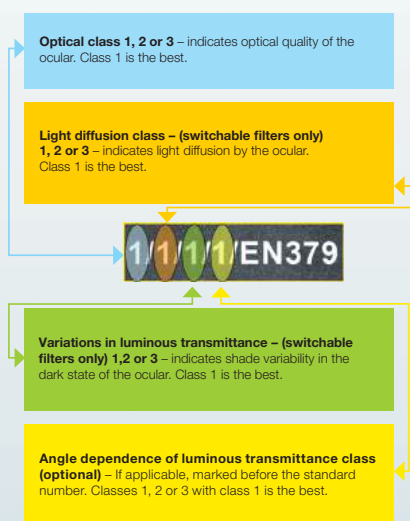 Optical class 1, 2 or 3 – indicates optical quality of the
ocular. Class 1 is the best.
Light diffusion class – (switchable filters only)
1, 2 or 3 – indicates light diffusion by the ocular.
Class 1 is the best.
1/1/1/1/EN379
Variations in luminous transmittance – (switchable
filters only) 1,2 or 3 – indicates shade variability in the
dark state of the ocular. Class 1 is the best.
Angle dependence of luminous transmittance class
(optional) – If applicable, marked before the standard
number. Classes 1, 2 or 3 with class 1 is the best.